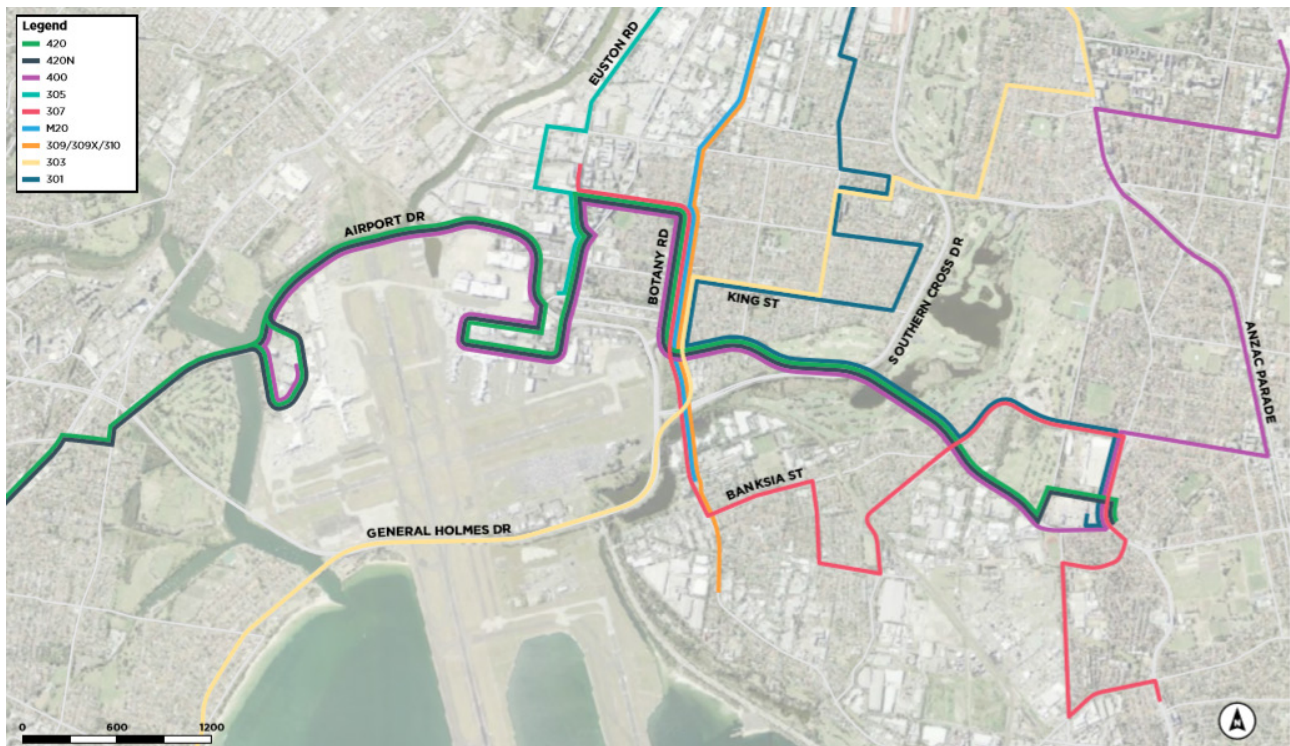 Legend
420
420N
400
305
307
M20
309/309X/310
303
301
EUSTON RD
AIRPORT DR
BOTANY RD
KING ST
SOUTHERN CROSS DR
ANZAC PARADE
BANKSIA ST
GENERAL HOLMES DR
0 600 1200
N